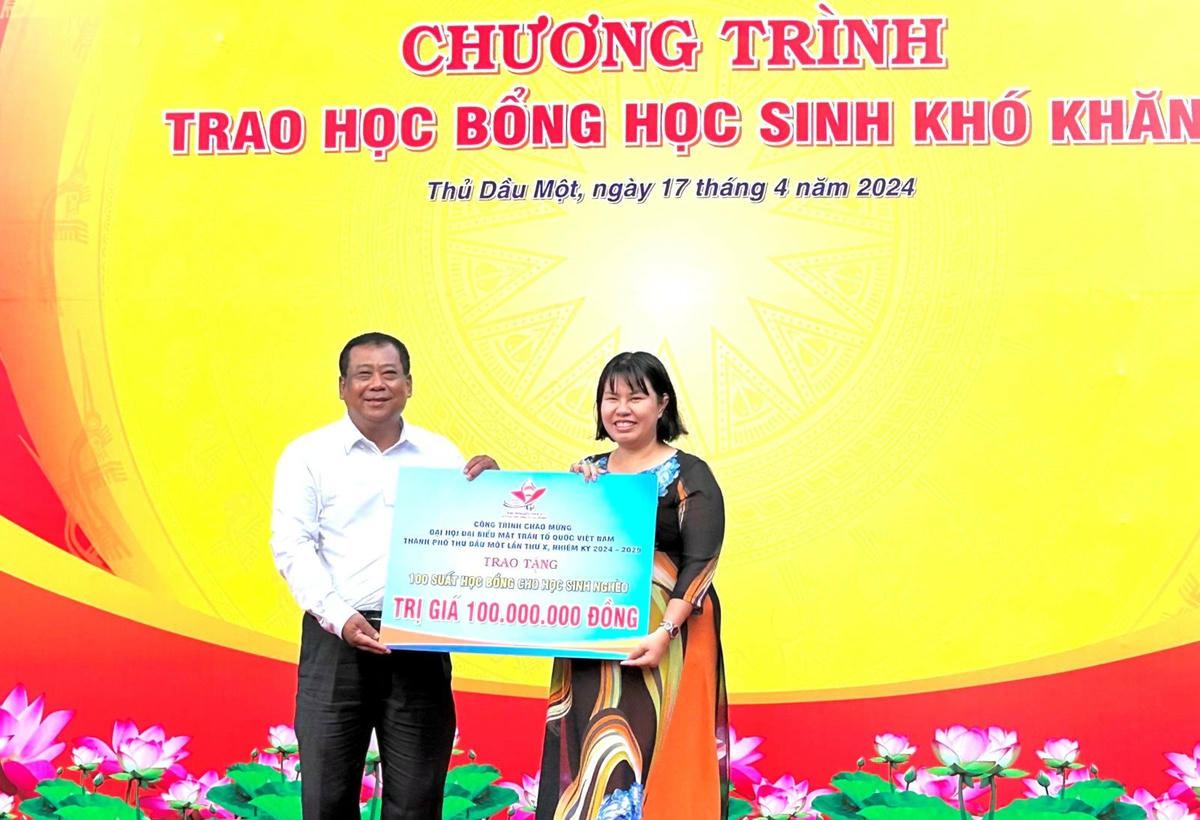 CHƯƠNG TRÌNH
TRAO HỌC BỔNG HỌC SINH KHÓ KHĂN
Thủ Dầu Một, ngày 17 tháng 4 năm 2024
CÔNG TRÌNH CHÀO MỪNG
ĐẠI HỘI ĐẠI BIỂU MẶT TRẬN TỔ QUỐC VIỆT NAM
THÀNH PHỐ THỦ DẦU MỘT LẦN THỨ X, NHIỆM KỲ 2024 - 2029
TRAO TẶNG
100 SUẤT HỌC BỔNG CHO HỌC SINH NGHÈO
TRỊ GIÁ 100.000.000 ĐỒNG